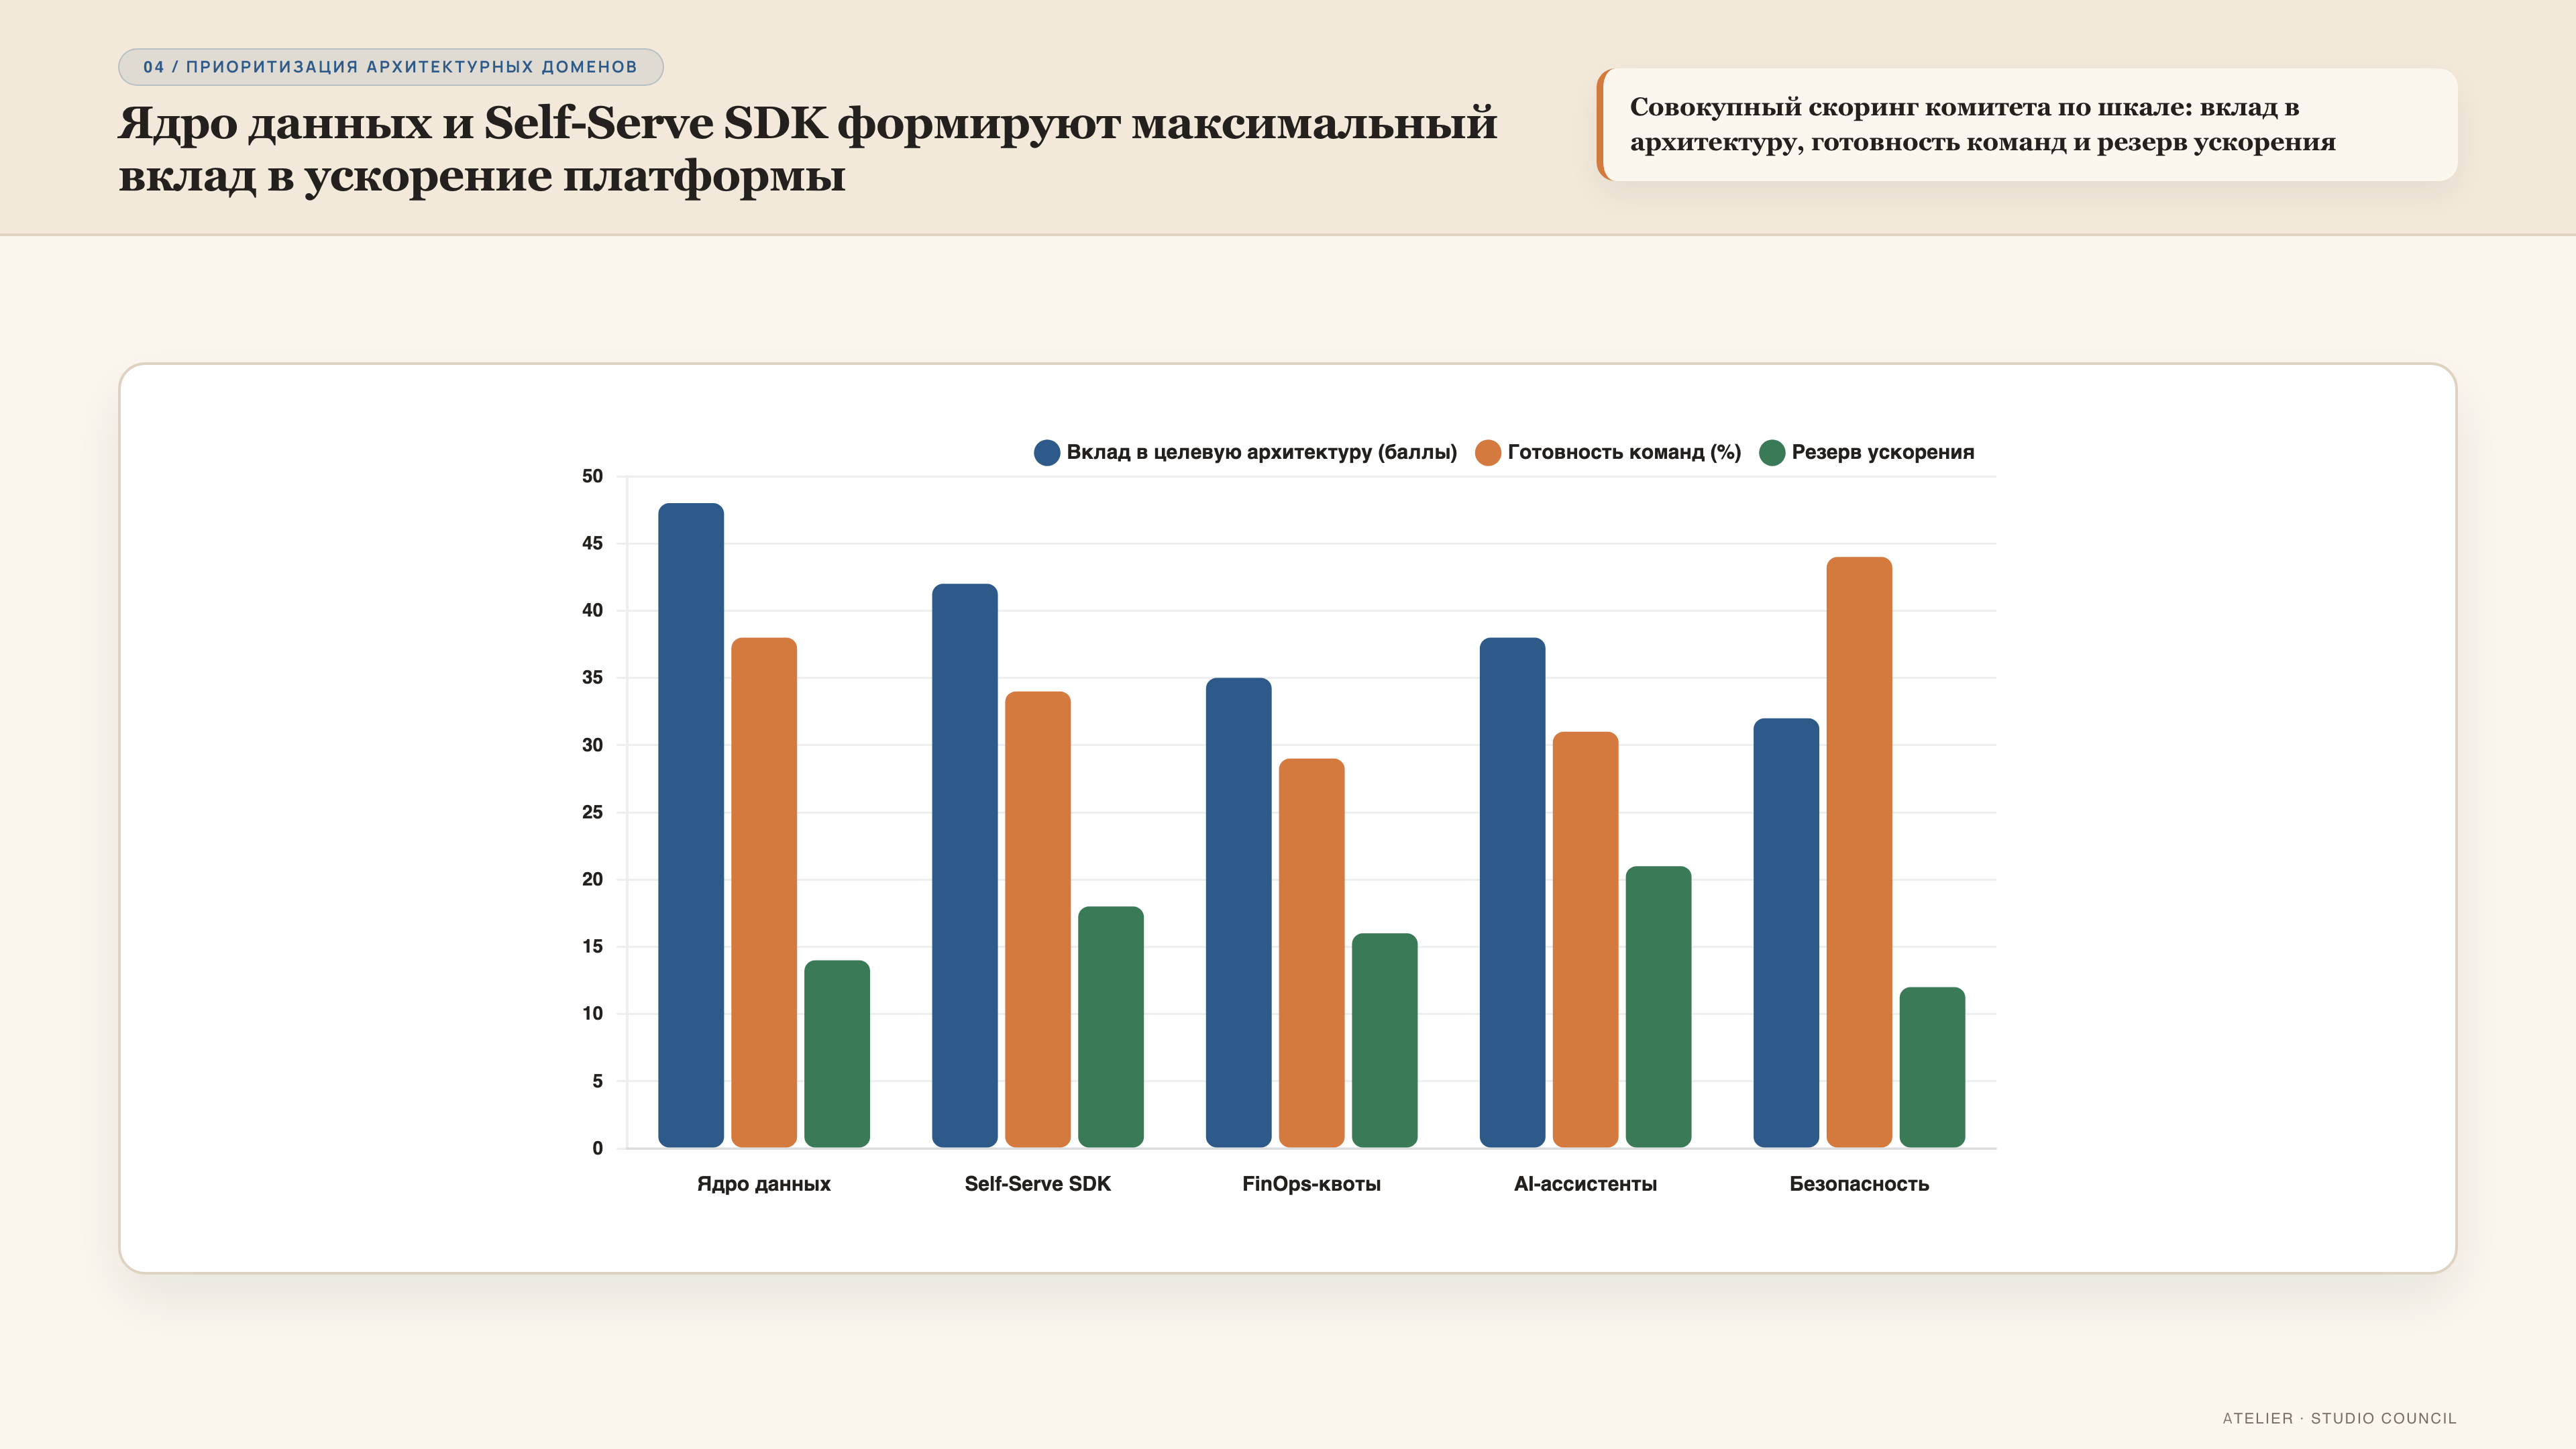 04 / ПРИОРИТИЗАЦИЯ АРХИТЕКТУРНЫХ ДОМЕНОВ
Ядро данных и Self-Serve SDK формируют максимальный
вклад в ускорение платформы
Совокупный скоринг комитета по шкале: вклад в
архитектуру, готовность команд и резерв ускорения
Вклад в целевую архитектуру (баллы) Готовность команд (%) Резерв ускорения
50
45
40
35
30
25
20
15
10
5
0
Ядро данных Self-Serve SDK FinOps-квоты AI-ассистенты Безопасность
ATELIER · STUDIO COUNCIL